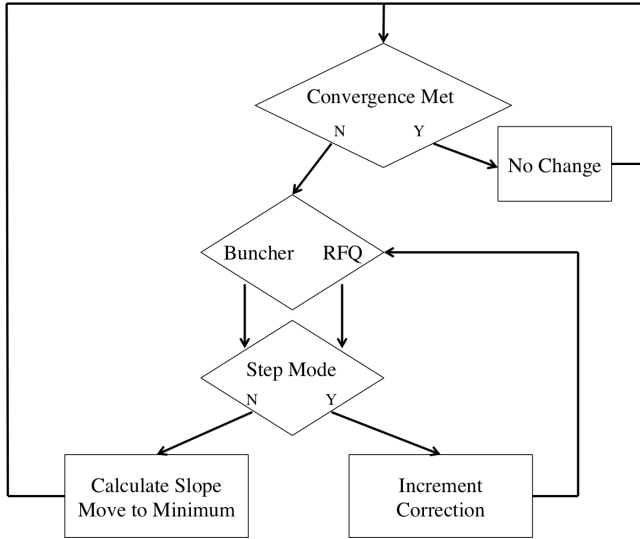 Convergence Met
N Y
No Change
Buncher RFQ
Step Mode
N Y
Calculate Slope
Move to Minimum
Increment
Correction